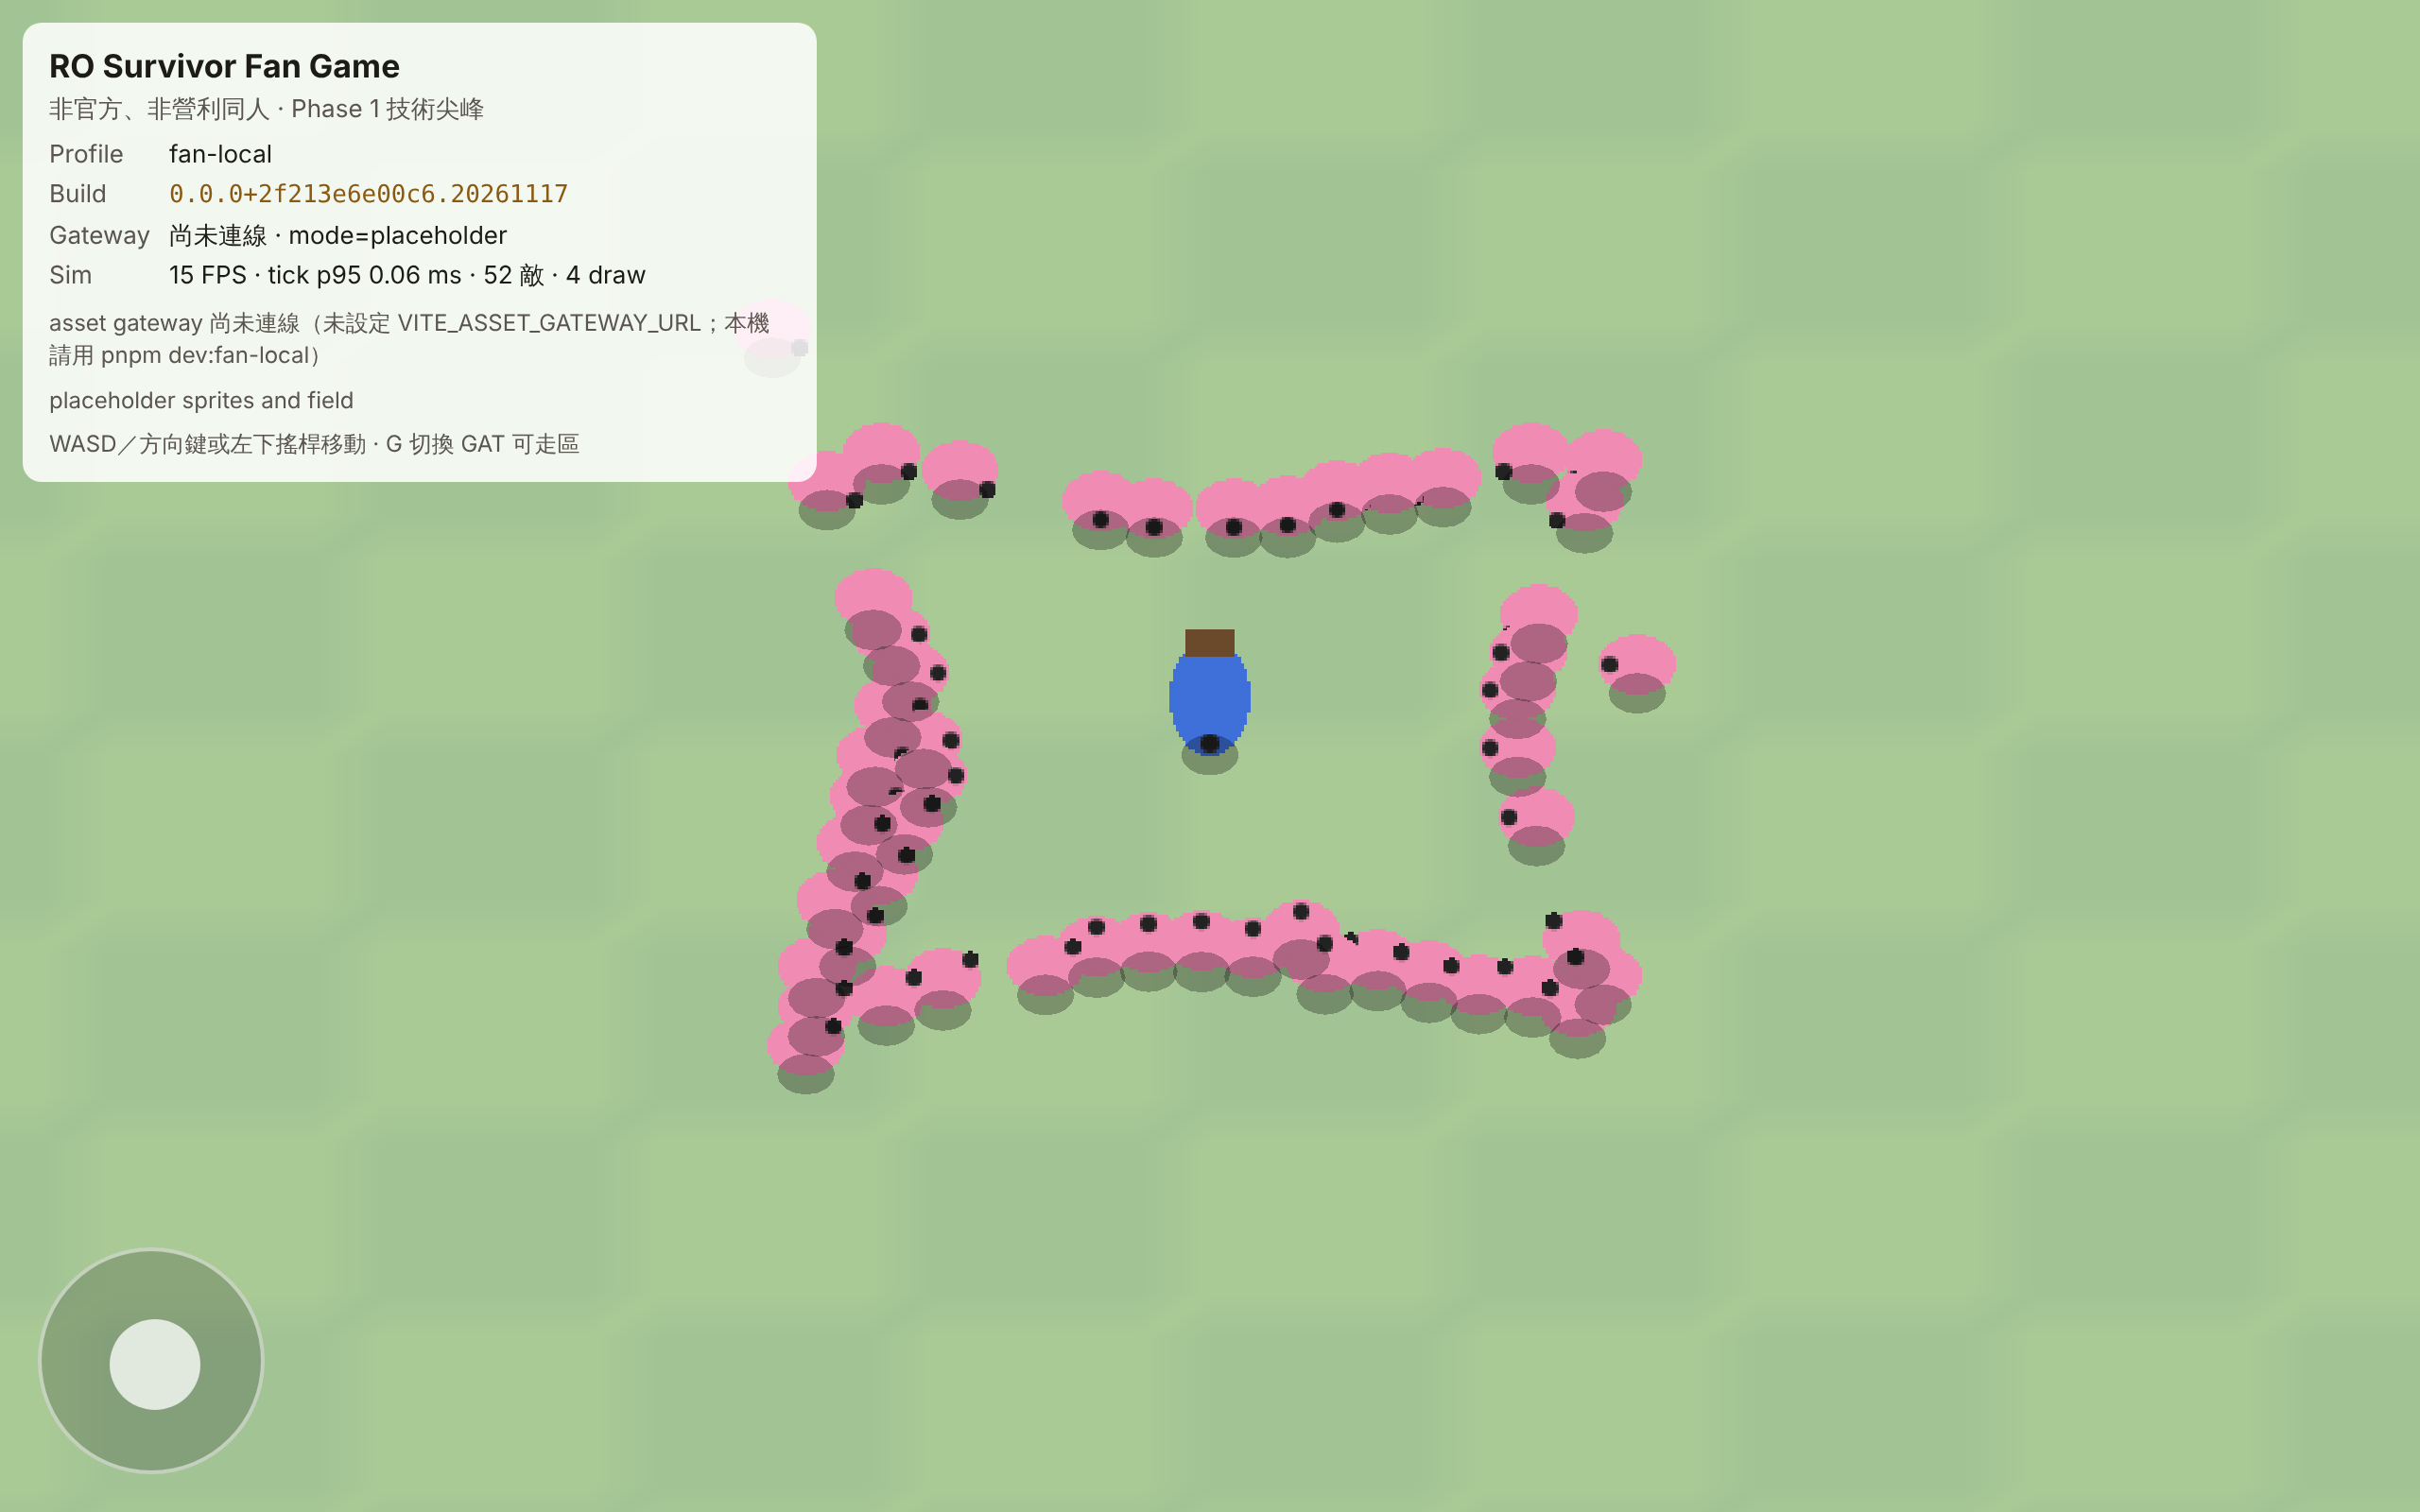 RO Survivor Fan Game
非官方、非營利同人 · Phase 1 技術尖峰
Profile fan-local
Build 0.0.0+2f213e6e00c6.20261117
Gateway 尚未連線 · mode=placeholder
Sim 15 FPS · tick p95 0.06 ms · 52 敵 · 4 draw
asset gateway 尚未連線（未設定 VITE_ASSET_GATEWAY_URL；本機
請用 pnpm dev:fan-local）
placeholder sprites and field
WASD／方向鍵或左下搖桿移動 · G 切換 GAT 可走區